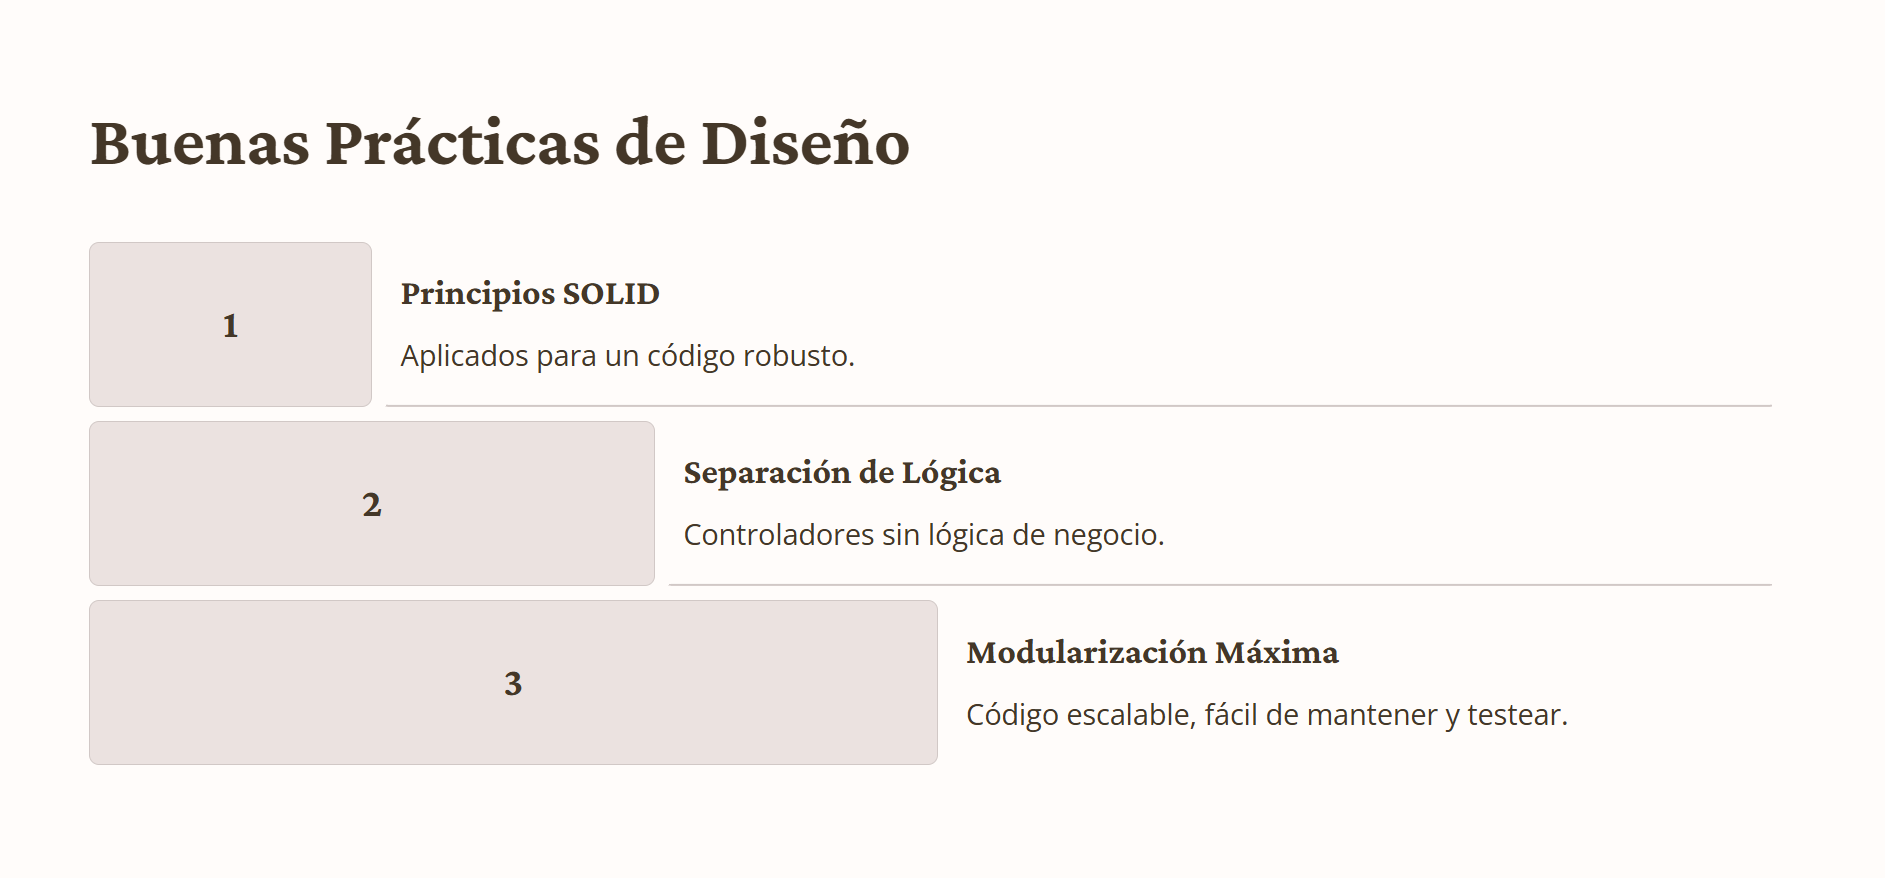 Buenas Prácticas de Diseño
1
Principios SOLID
Aplicados para un código robusto.
2
Separación de Lógica
Controladores sin lógica de negocio.
3
Modularización Máxima
Código escalable, fácil de mantener y testear.